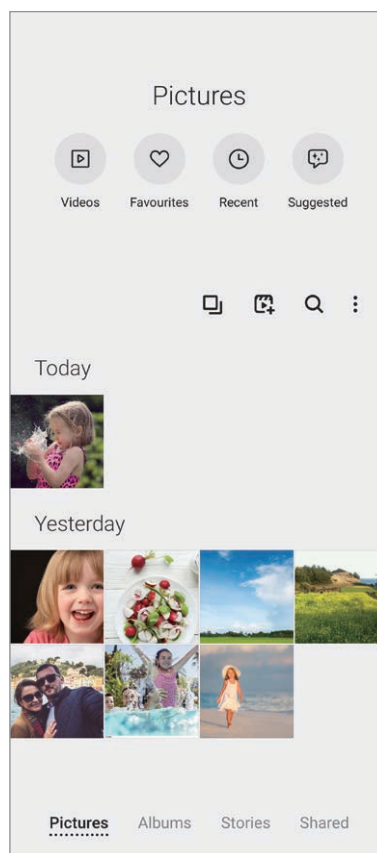 Pictures
Videos Favourites Recent Suggested
Today
Yesterday
Pictures Albums Stories Shared